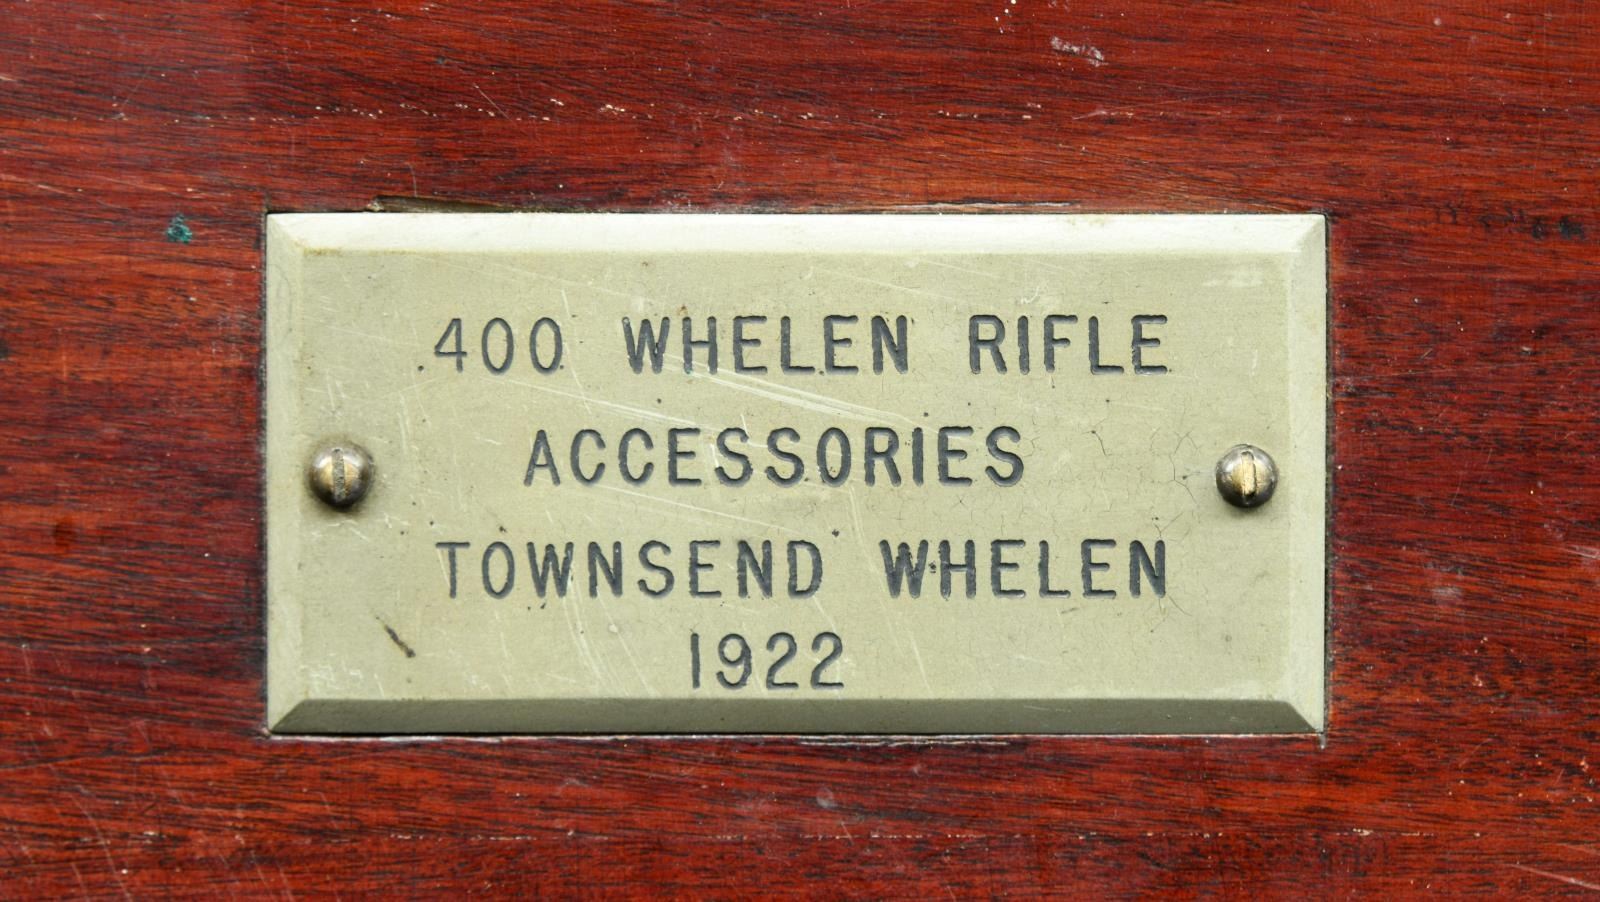 400 WHELEN RIFLE
ACCESSORIES
TOWNSEND WHELEN
1922